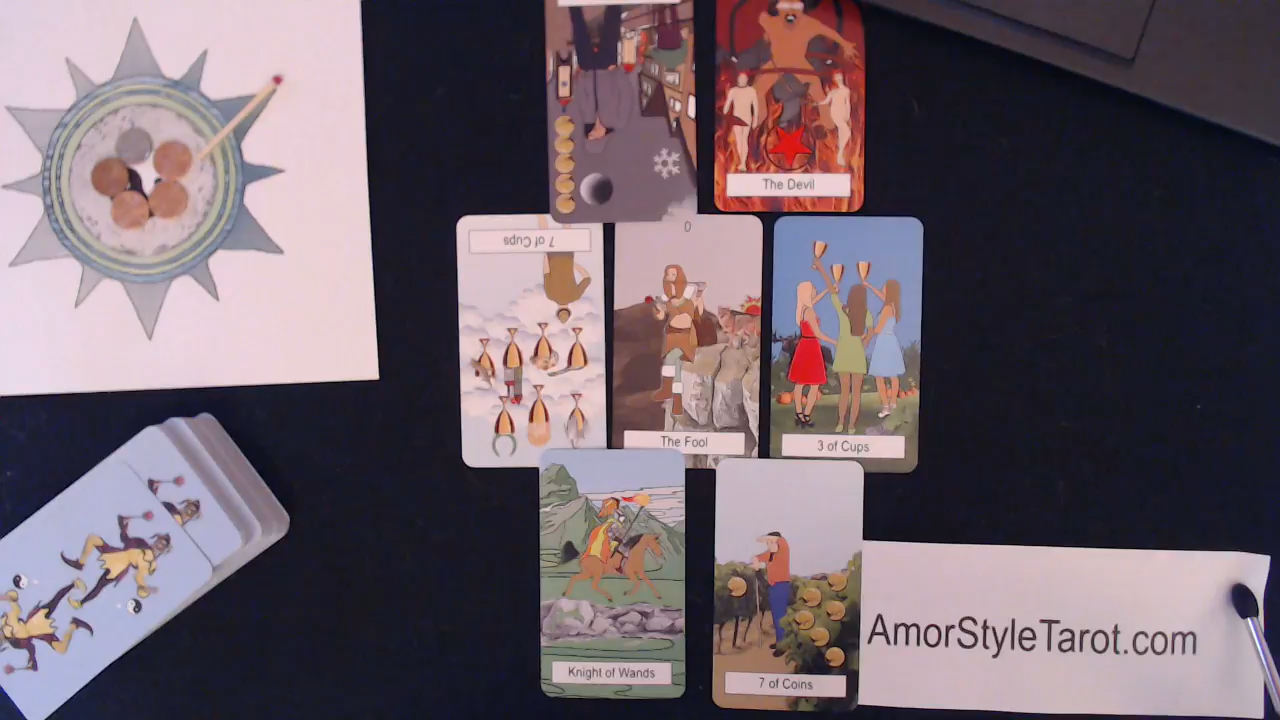 The Devil
7 of Cups
0
The Fool
3 of Cups
Knight of Wands
7 of Coins
AmorStyleTarot.com